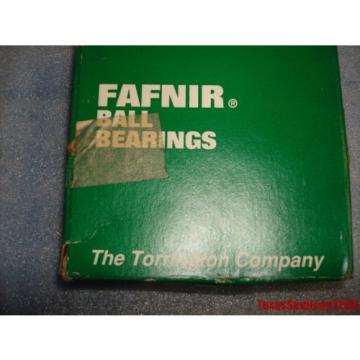 FAFNIR®
BALL
BEARINGS
The Torrington Company